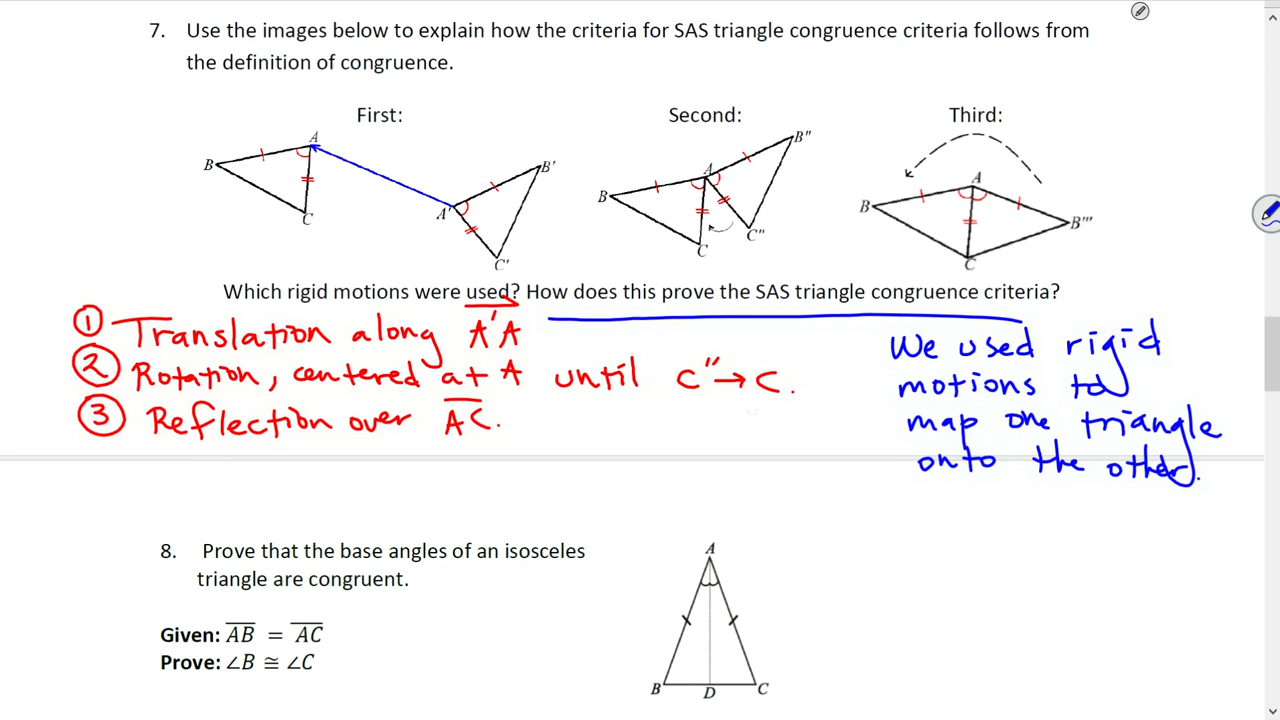 7. Use the images below to explain how the criteria for SAS triangle congruence criteria follows from
the definition of congruence.
First:
Second:
Third:
A
B
C
A'
B'
C'
A
B
C
B"
C"
A
B
C
B'''
Which rigid motions were used? How does this prove the SAS triangle congruence criteria?
① Translation along A'A
② Rotation, centered at A until C" → C.
③ Reflection over AC.
We used rigid
motions to
map one triangle
onto the other.
8. Prove that the base angles of an isosceles
triangle are congruent.
Given: AB = AC
Prove: ∠B ≅ ∠C
A
B
D
C